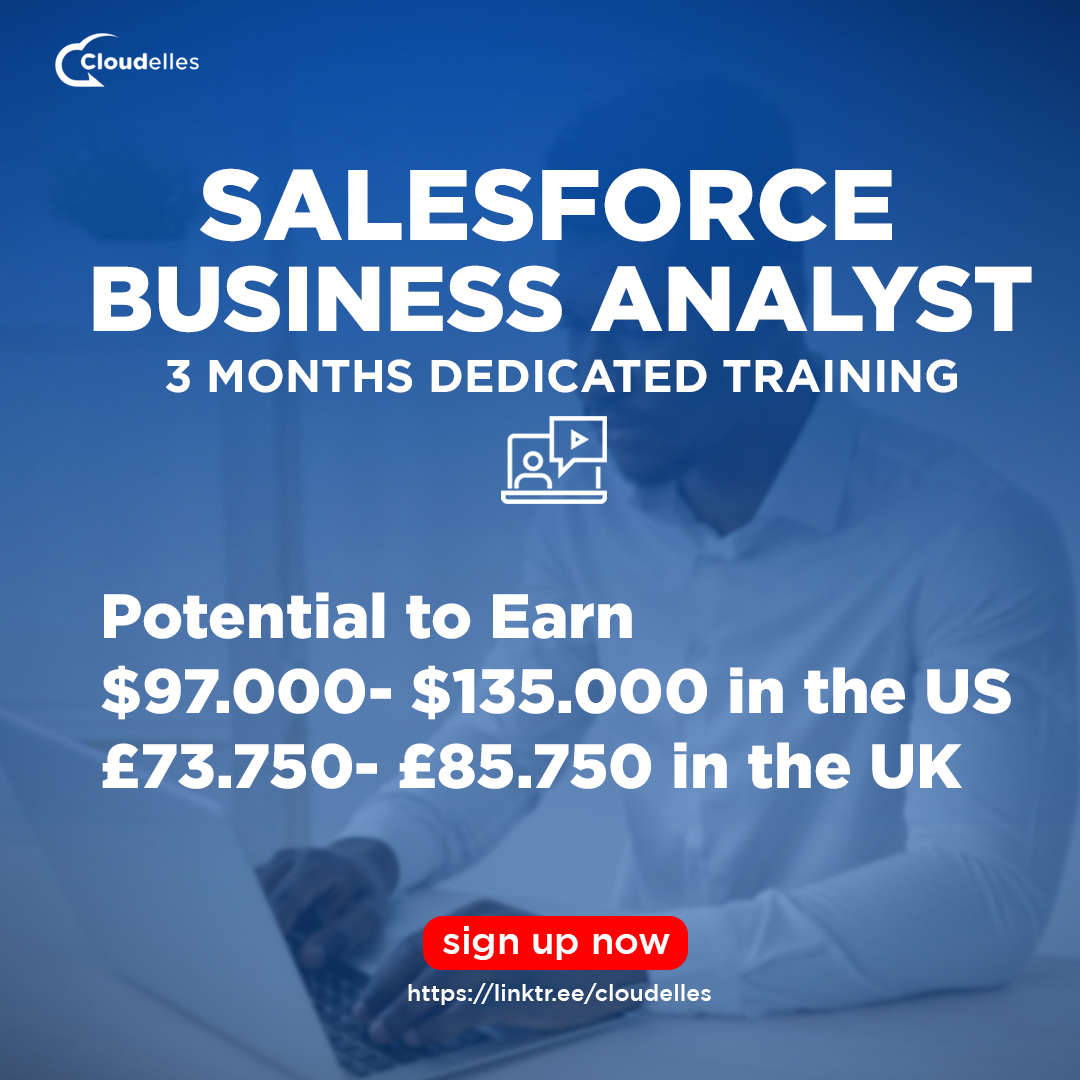 Cloudelles
SALESFORCE
BUSINESS ANALYST
3 MONTHS DEDICATED TRAINING
Potential to Earn
$97.000- $135.000 in the US
£73.750- £85.750 in the UK
sign up now
https://linktr.ee/cloudelles